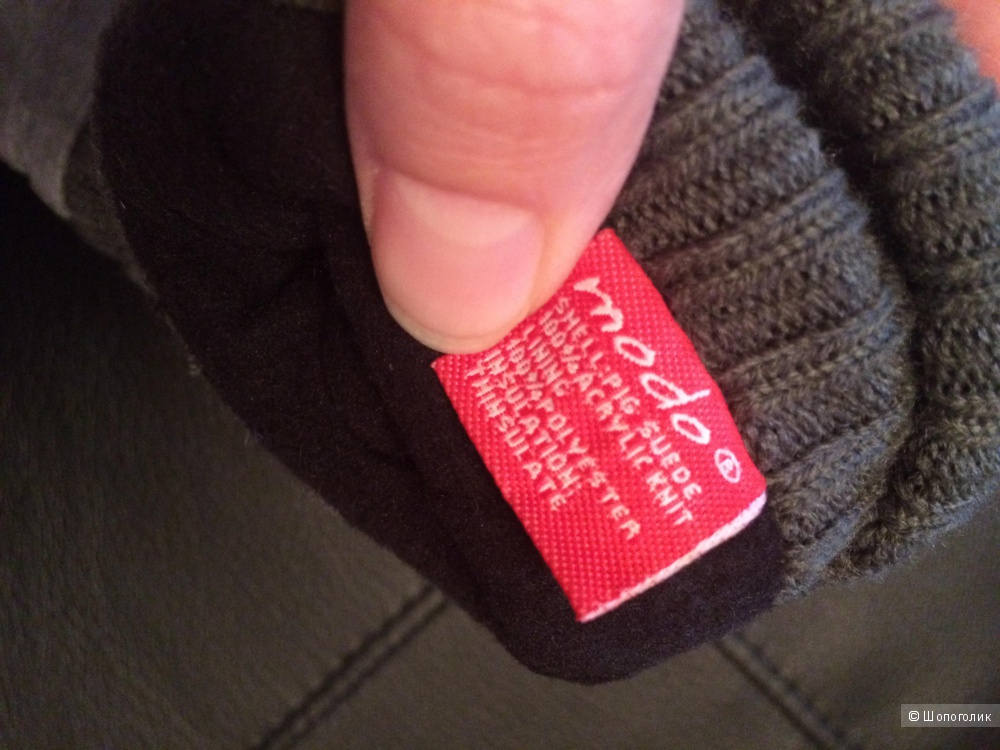 modo®
SHELL:PIG SUEDE
100% ACRYLIC KNIT
LINING
100% POLYESTER
INSULATION:
THINSULATE
© Шопоголик